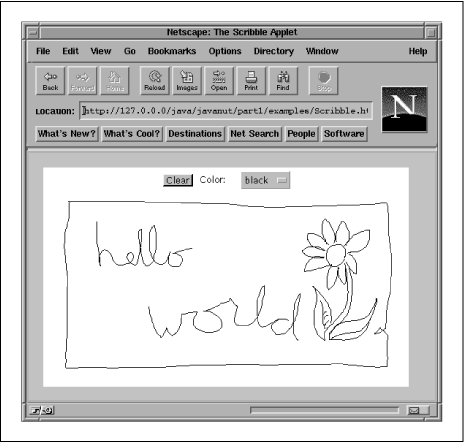 Netscape: The Scribble Applet
File Edit View Go Bookmarks Options Directory Window Help
Back Forward Home Reload Images Open Print Find Stop
Location: http://127.0.0.0/java/javanut/part1/examples/Scribble.ht
N
What's New? What's Cool? Destinations Net Search People Software
Clear Color: black
hello
world